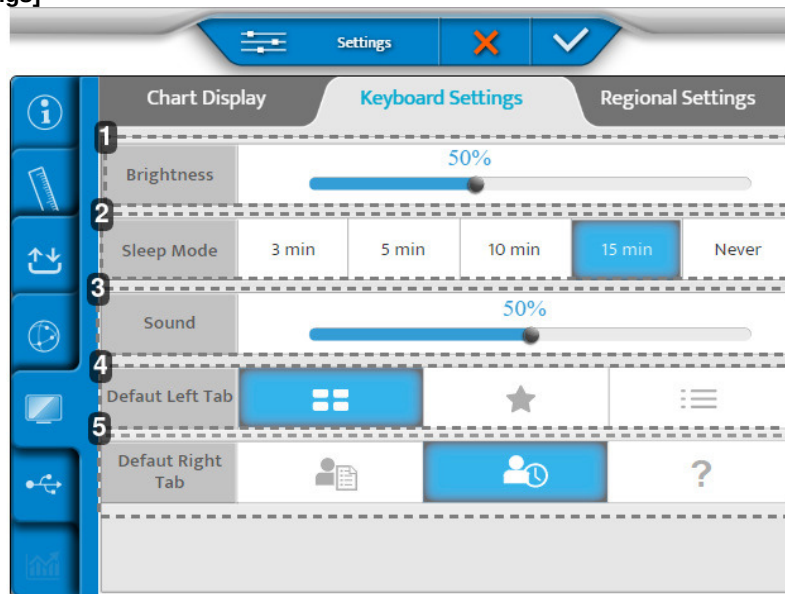 ngs]
Settings
Chart Display Keyboard Settings Regional Settings
1
Brightness 50%
2
Sleep Mode 3 min 5 min 10 min 15 min Never
3
Sound 50%
4
Defaut Left Tab
5
Defaut Right
Tab ?